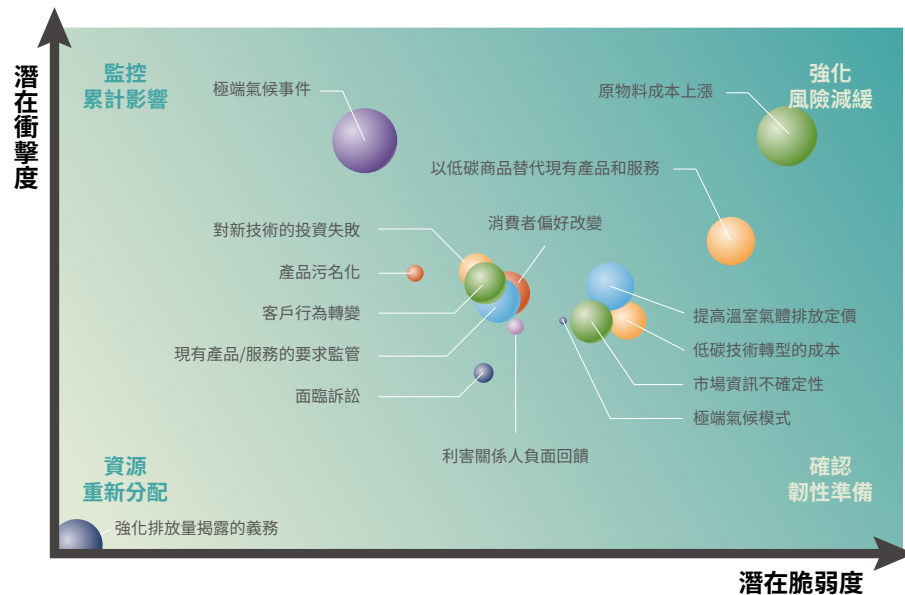 潛在衝擊度
監控
累計影響
強化
風險減緩
極端氣候事件
原物料成本上漲
以低碳商品替代現有產品和服務
消費者偏好改變
對新技術的投資失敗
產品污名化
客戶行為轉變
現有產品/服務的要求監管
面臨訴訟
提高溫室氣體排放定價
低碳技術轉型的成本
市場資訊不確定性
極端氣候模式
利害關係人負面回饋
資源
重新分配
確認
韌性準備
強化排放量揭露的義務
潛在脆弱度